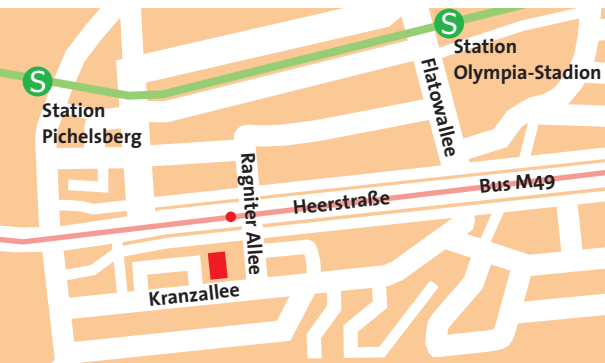 S
Station
Olympia-Stadion
S
Station
Pichelsberg
Flatowallee
Ragniter Allee
Heerstraße
Bus M49
Kranzallee